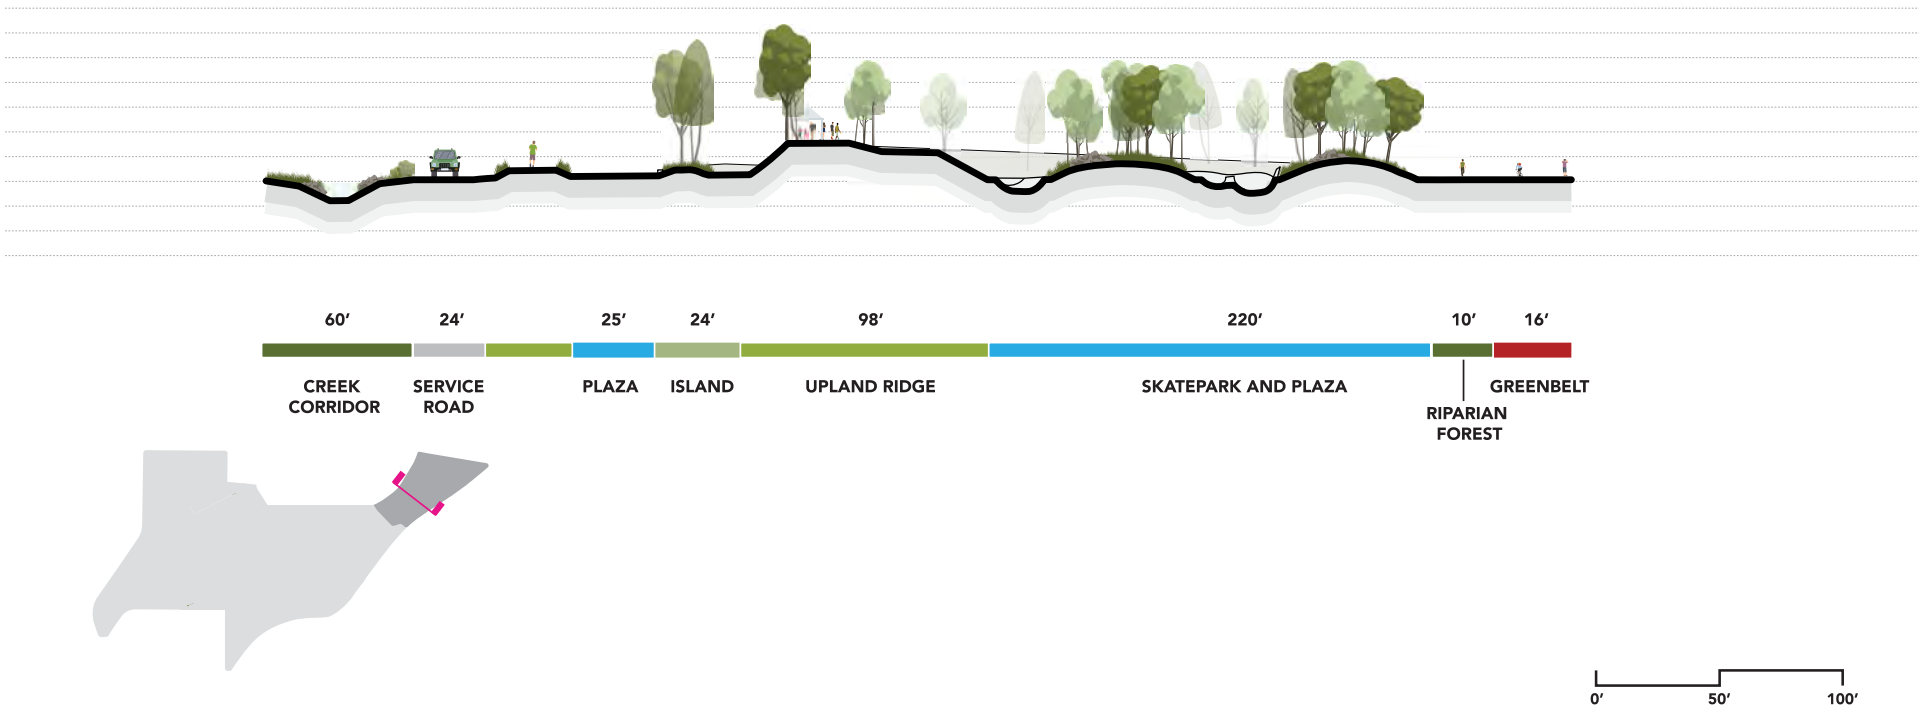 60’ 24’ 25’ 24’ 98’ 220’ 10’ 16’
CREEK
CORRIDOR
SERVICE
ROAD
PLAZA
ISLAND
UPLAND RIDGE
SKATEPARK AND PLAZA
RIPARIAN
FOREST
GREENBELT
0’ 50’ 100’